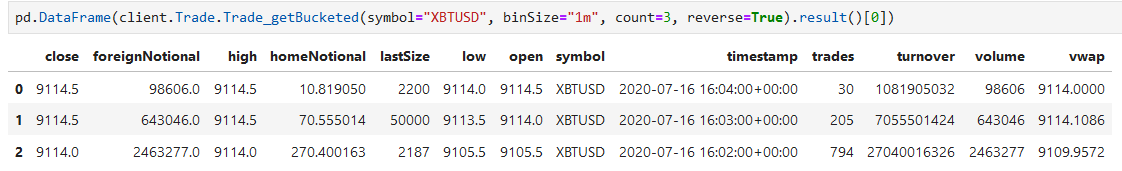 pd.DataFrame(client.Trade.Trade_getBucketed(symbol="XBTUSD", binSize="1m", count=3, reverse=True).result()[0])
close foreignNotional high homeNotional lastSize low open symbol timestamp trades turnover volume vwap
0 9114.5 98606.0 9114.5 10.819050 2200 9114.0 9114.5 XBTUSD 2020-07-16 16:04:00+00:00 30 1081905032 98606 9114.0000
1 9114.5 643046.0 9114.5 70.555014 50000 9113.5 9114.0 XBTUSD 2020-07-16 16:03:00+00:00 205 7055501424 643046 9114.1086
2 9114.0 2463277.0 9114.0 270.400163 2187 9105.5 9105.5 XBTUSD 2020-07-16 16:02:00+00:00 794 27040016326 2463277 9109.9572